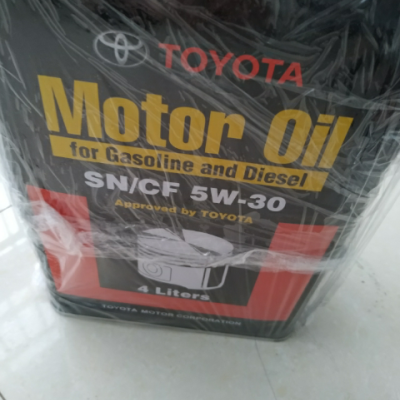 TOYOTA
Motor Oil
for Gasoline and Diesel
SN/CF 5W-30
Approved by TOYOTA
4 Liters
TOYOTA MOTOR CORPORATION